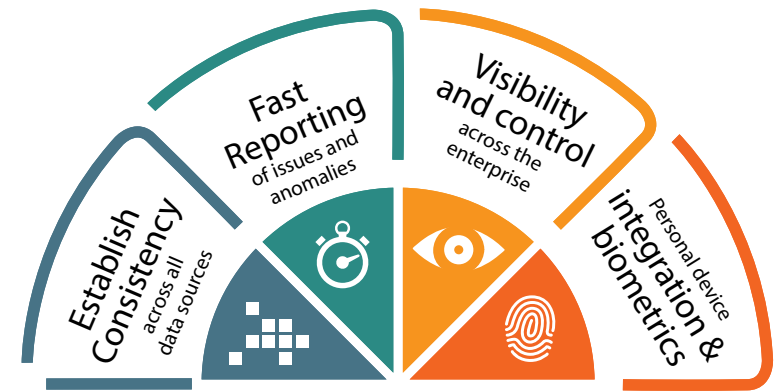 Establish
Consistency
across all
data sources
Fast
Reporting
of issues and
anomalies
Visibility
and control
across the
enterprise
Personal device
integration &
biometrics